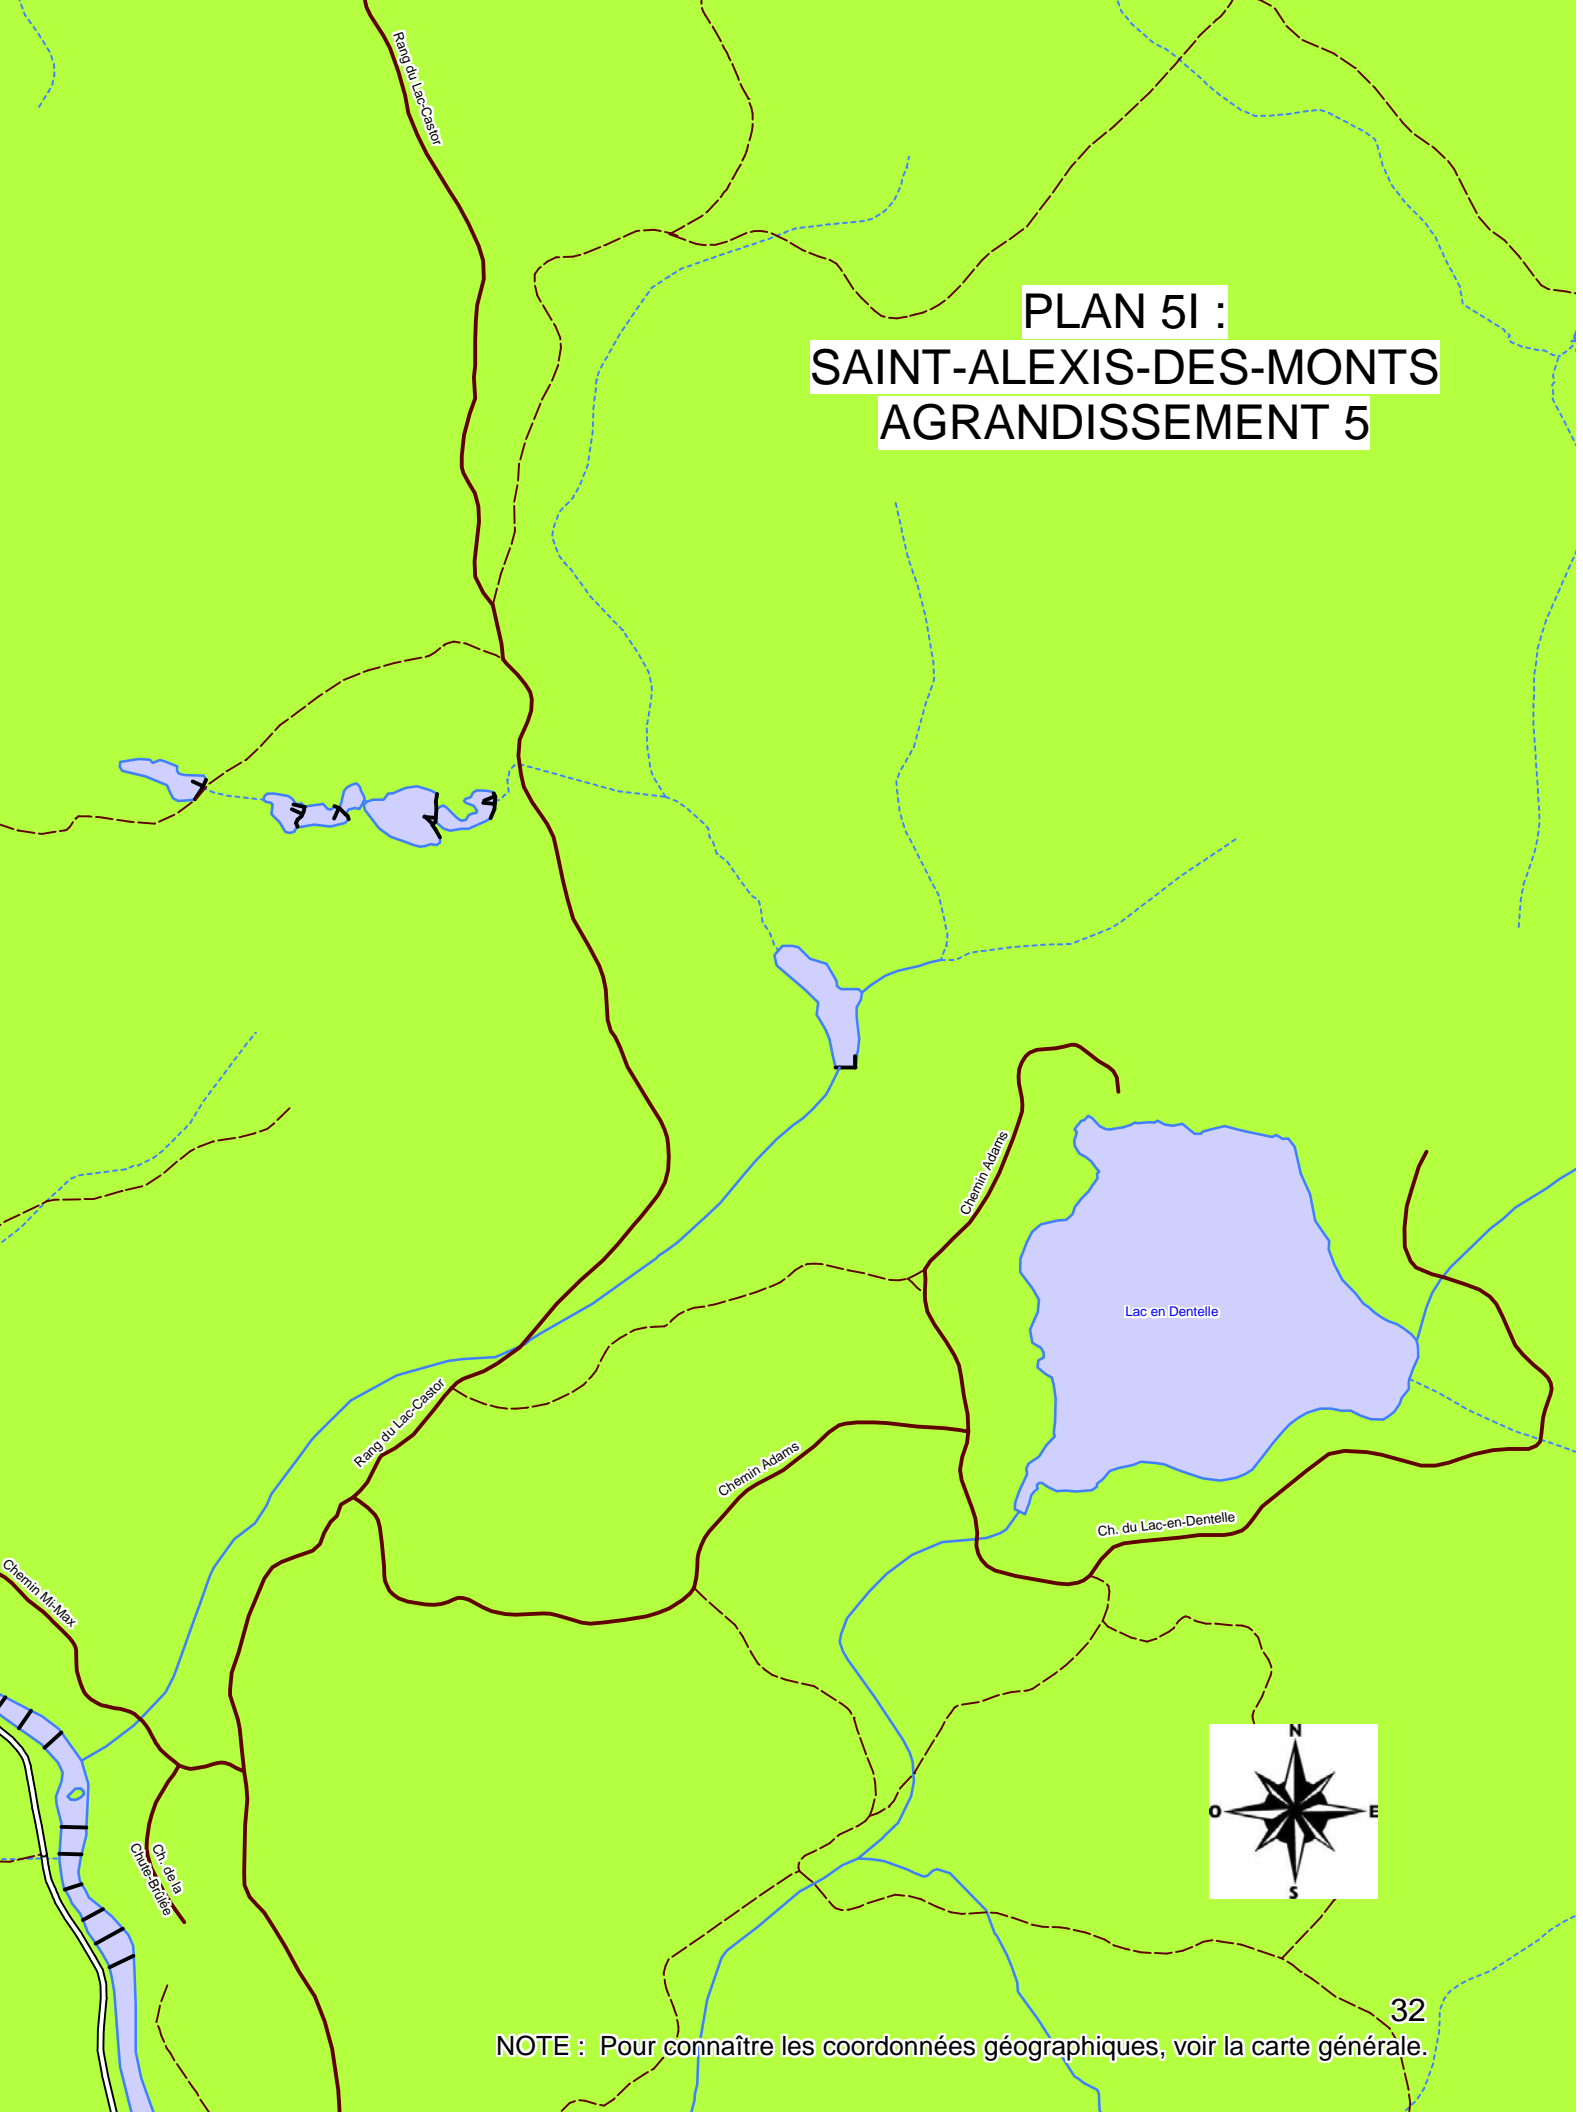 Rang du Lac-Castor
PLAN 5I :
SAINT-ALEXIS-DES-MONTS
AGRANDISSEMENT 5
Chemin Adams
Lac en Dentelle
Rang du Lac-Castor
Chemin Adams
Ch. du Lac-en-Dentelle
Chemin Mi-Max
N
O
E
S
Ch. de la
Chute-Brûlée
32
NOTE : Pour connaître les coordonnées géographiques, voir la carte générale.